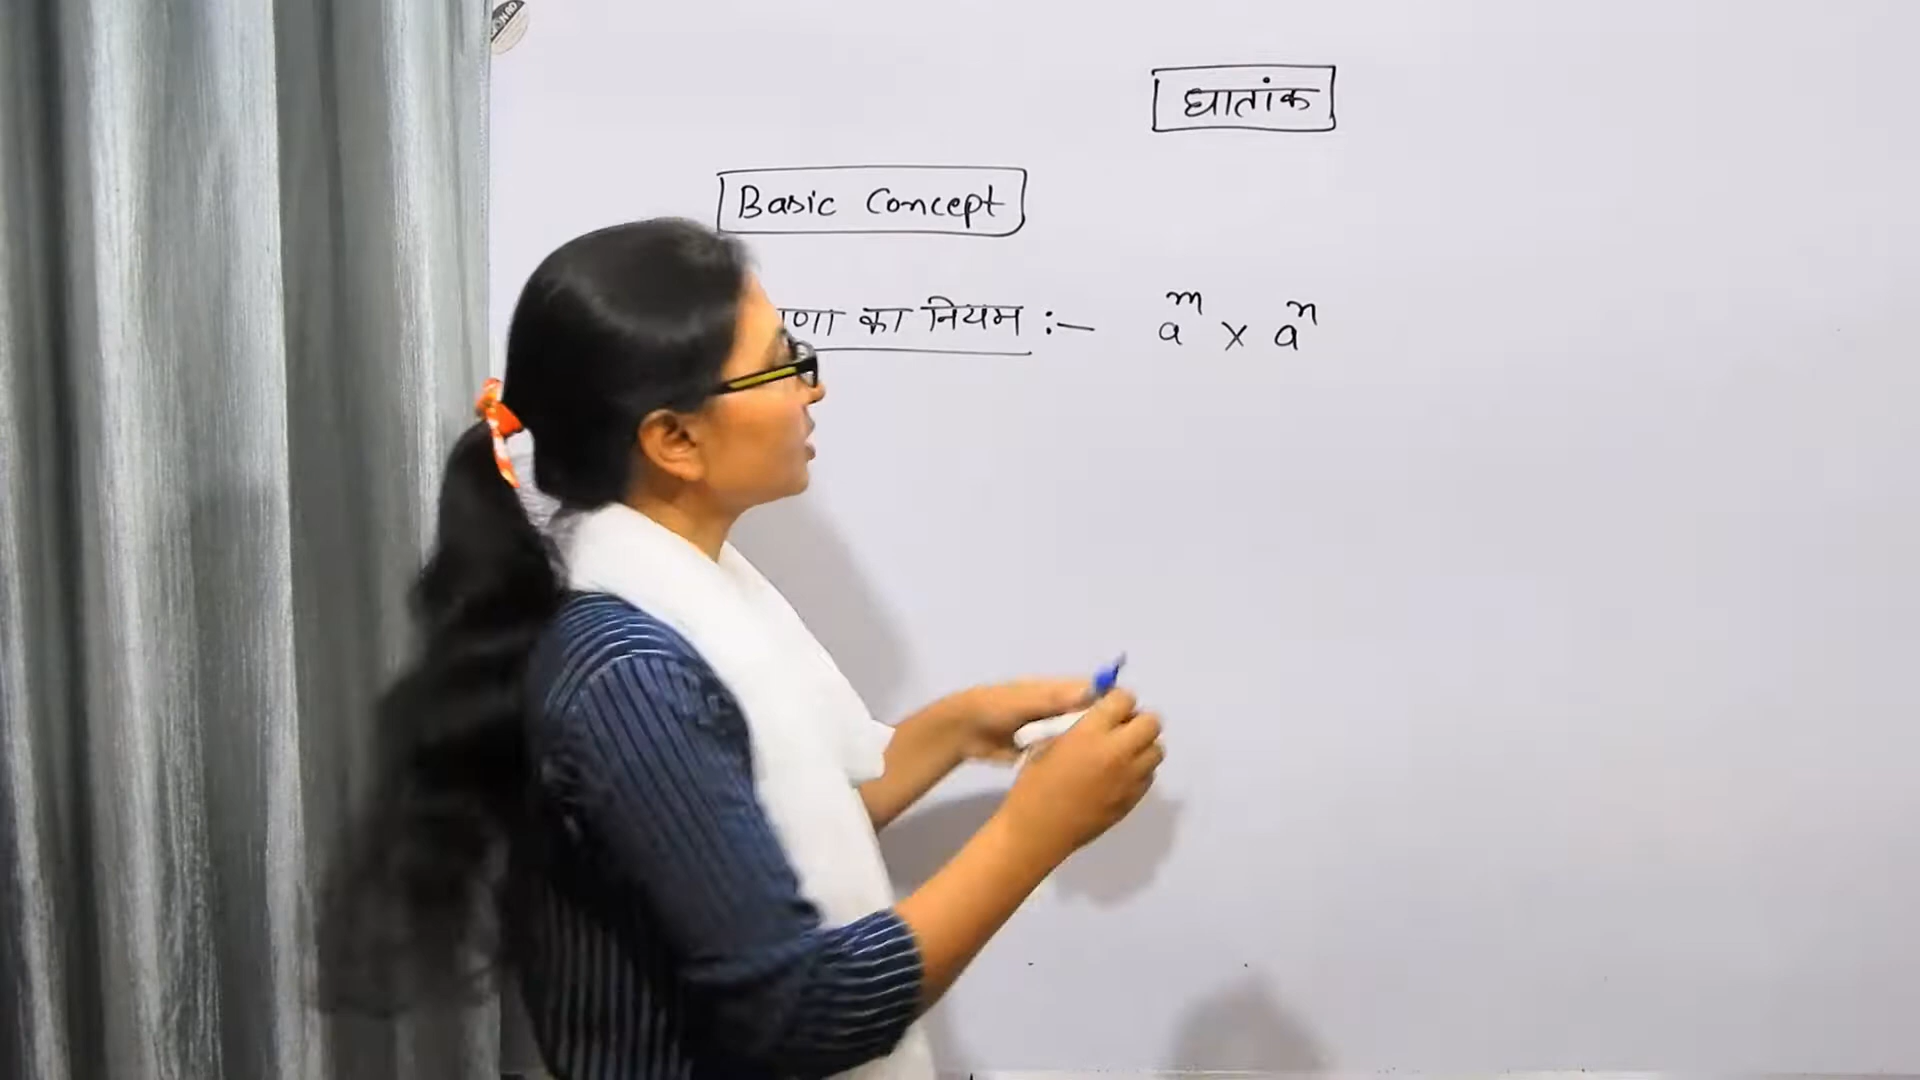 घातांक
Basic Concept
का नियम :- a^m x a^n